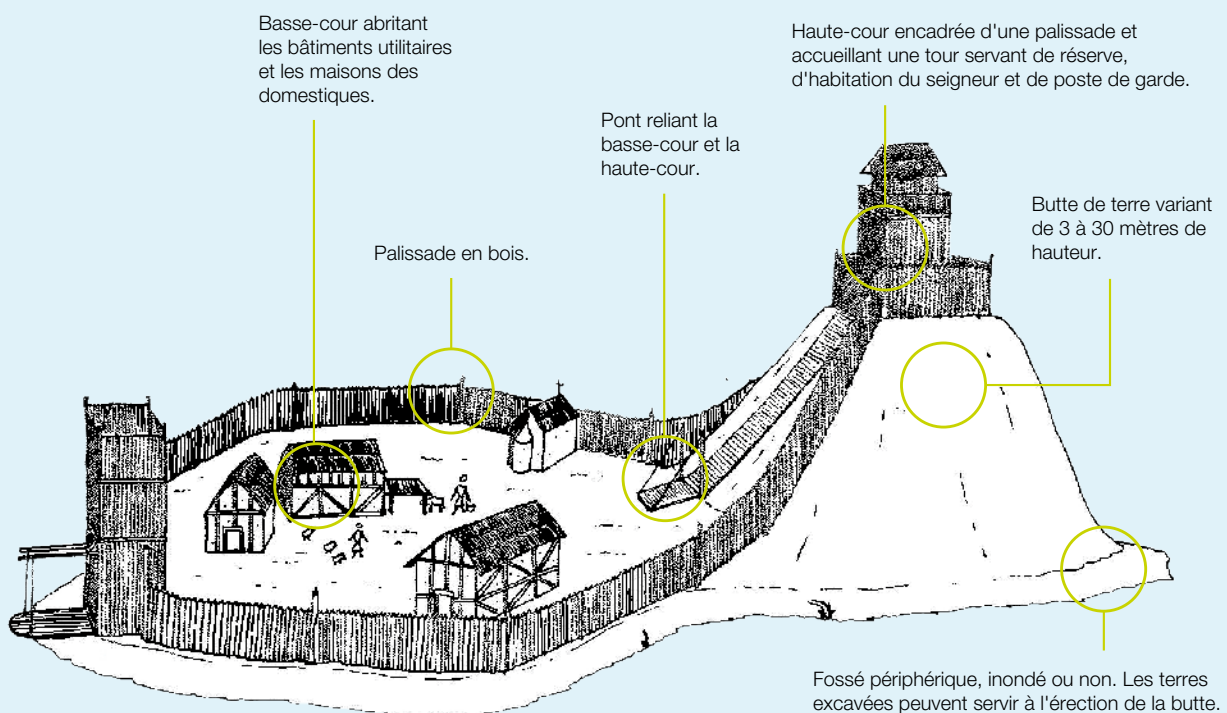 Basse-cour abritant
les bâtiments utilitaires
et les maisons des
domestiques.
Haute-cour encadrée d'une palissade et
accueillant une tour servant de réserve,
d'habitation du seigneur et de poste de garde.
Pont reliant la
basse-cour et la
haute-cour.
Butte de terre variant
de 3 à 30 mètres de
hauteur.
Palissade en bois.
Fossé périphérique, inondé ou non. Les terres
excavées peuvent servir à l'érection de la butte.